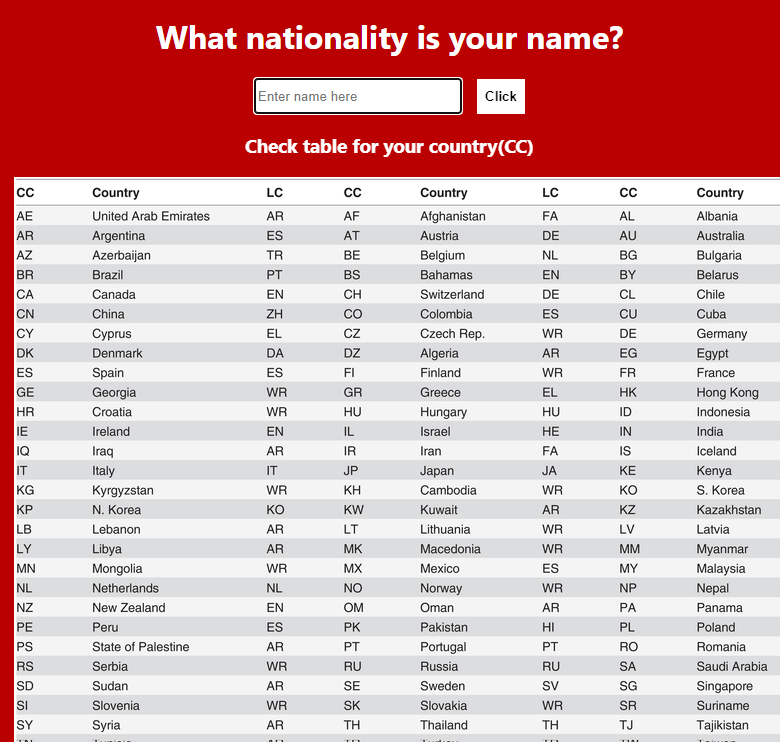 What nationality is your name?
Enter name here Click
Check table for your country(CC)
CC Country LC CC Country LC CC Country
AE United Arab Emirates AR AF Afghanistan FA AL Albania
AR Argentina ES AT Austria DE AU Australia
AZ Azerbaijan TR BE Belgium NL BG Bulgaria
BR Brazil PT BS Bahamas EN BY Belarus
CA Canada EN CH Switzerland DE CL Chile
CN China ZH CO Colombia ES CU Cuba
CY Cyprus EL CZ Czech Rep. WR DE Germany
DK Denmark DA DZ Algeria AR EG Egypt
ES Spain ES FI Finland WR FR France
GE Georgia WR GR Greece EL HK Hong Kong
HR Croatia WR HU Hungary HU ID Indonesia
IE Ireland EN IL Israel HE IN India
IQ Iraq AR IR Iran FA IS Iceland
IT Italy IT JP Japan JA KE Kenya
KG Kyrgyzstan WR KH Cambodia WR KO S. Korea
KP N. Korea KO KW Kuwait AR KZ Kazakhstan
LB Lebanon AR LT Lithuania WR LV Latvia
LY Libya AR MK Macedonia WR MM Myanmar
MN Mongolia WR MX Mexico ES MY Malaysia
NL Netherlands NL NO Norway WR NP Nepal
NZ New Zealand EN OM Oman AR PA Panama
PE Peru ES PK Pakistan HI PL Poland
PS State of Palestine AR PT Portugal PT RO Romania
RS Serbia WR RU Russia RU SA Saudi Arabia
SD Sudan AR SE Sweden SV SG Singapore
SI Slovenia WR SK Slovakia WR SR Suriname
SY Syria AR TH Thailand TH TJ Tajikistan